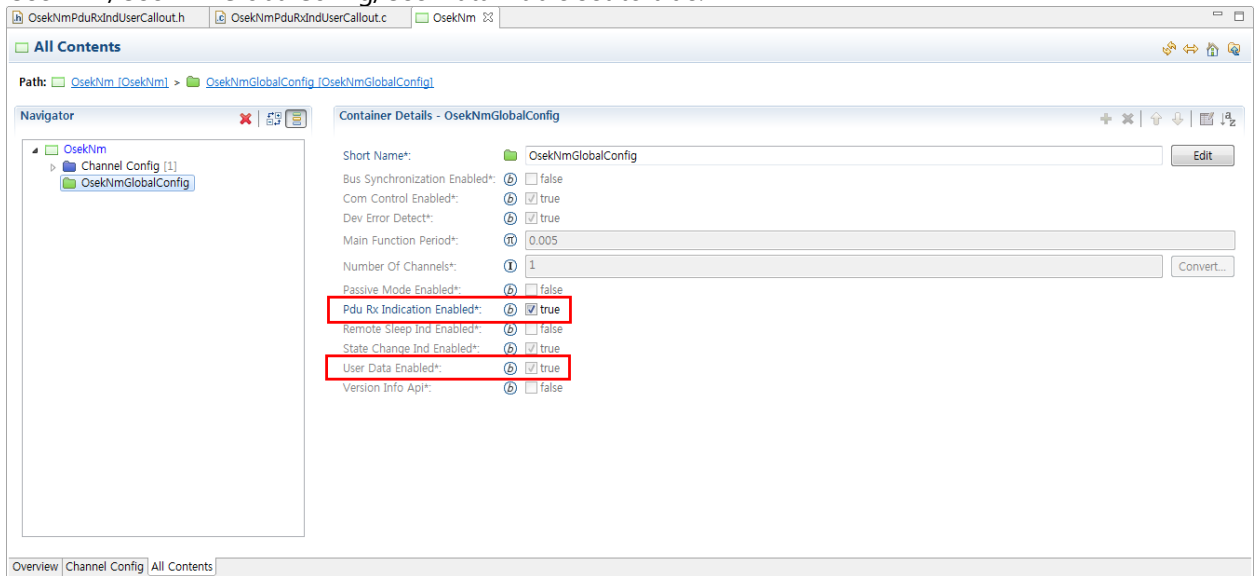 OsekNmPduRxIndUserCallout.h OsekNmPduRxIndUserCallout.c OsekNm
All Contents
Path: OsekNm [OsekNm] > OsekNmGlobalConfig [OsekNmGlobalConfig]
Navigator
OsekNm
Channel Config [1]
OsekNmGlobalConfig
Container Details - OsekNmGlobalConfig
Short Name*: OsekNmGlobalConfig Edit
Bus Synchronization Enabled*: false
Com Control Enabled*: true
Dev Error Detect*: true
Main Function Period*: 0.005
Number Of Channels*: 1 Convert...
Passive Mode Enabled*: false
Pdu Rx Indication Enabled*: true
Remote Sleep Ind Enabled*: false
State Change Ind Enabled*: true
User Data Enabled*: true
Version Info Api*: false
Overview Channel Config All Contents